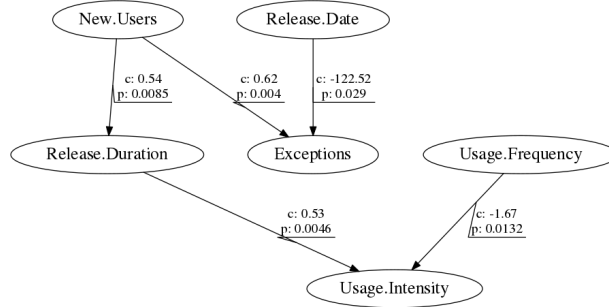 New.Users
Release.Date
c: 0.54
p: 0.0085
c: 0.62
p: 0.004
c: -122.52
p: 0.029
Release.Duration
Exceptions
Usage.Frequency
c: 0.53
p: 0.0046
c: -1.67
p: 0.0132
Usage.Intensity